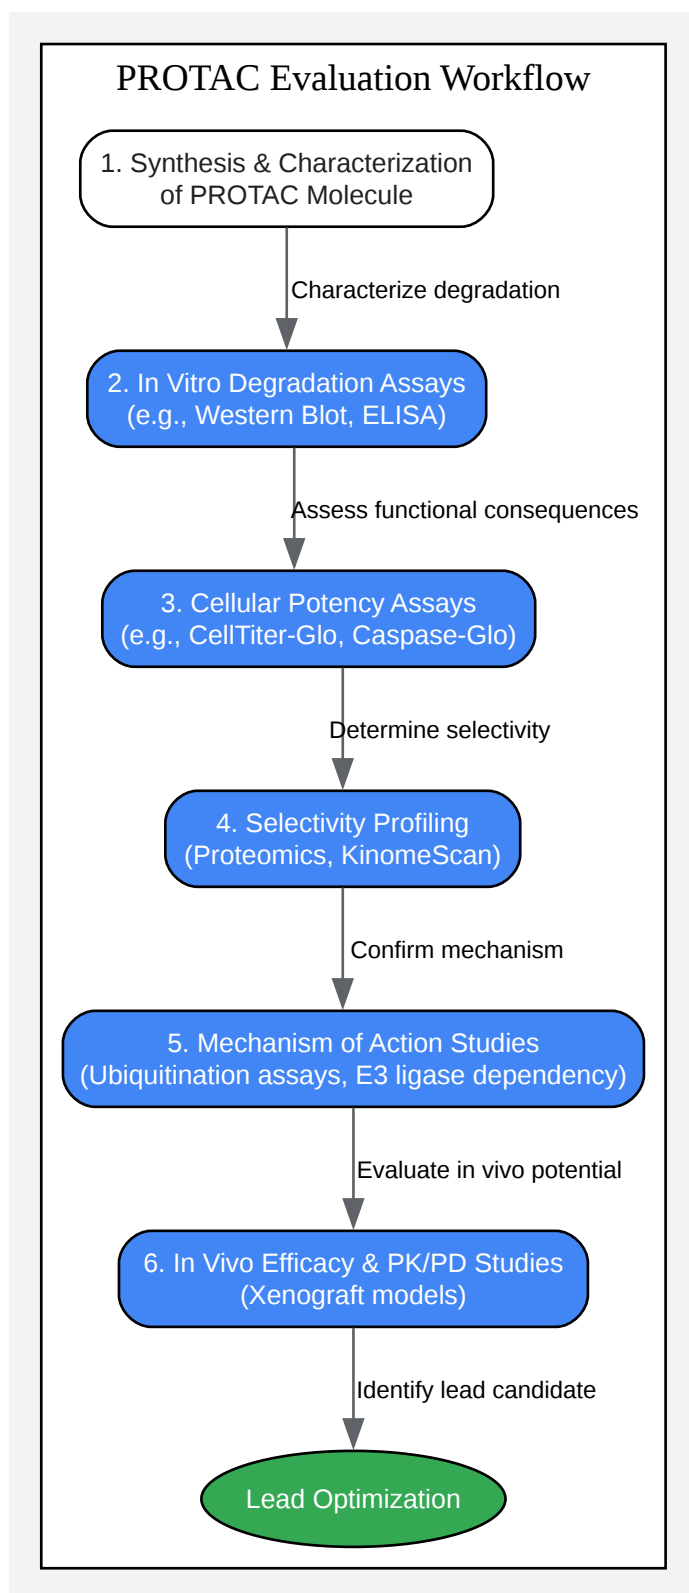 PROTAC Evaluation Workflow
1. Synthesis & Characterization
of PROTAC Molecule
Characterize degradation
2. In Vitro Degradation Assays
(e.g., Western Blot, ELISA)
Assess functional consequences
3. Cellular Potency Assays
(e.g., CellTiter-Glo, Caspase-Glo)
Determine selectivity
4. Selectivity Profiling
(Proteomics, KinomeScan)
Confirm mechanism
5. Mechanism of Action Studies
(Ubiquitination assays, E3 ligase dependency)
Evaluate in vivo potential
6. In Vivo Efficacy & PK/PD Studies
(Xenograft models)
Identify lead candidate
Lead Optimization